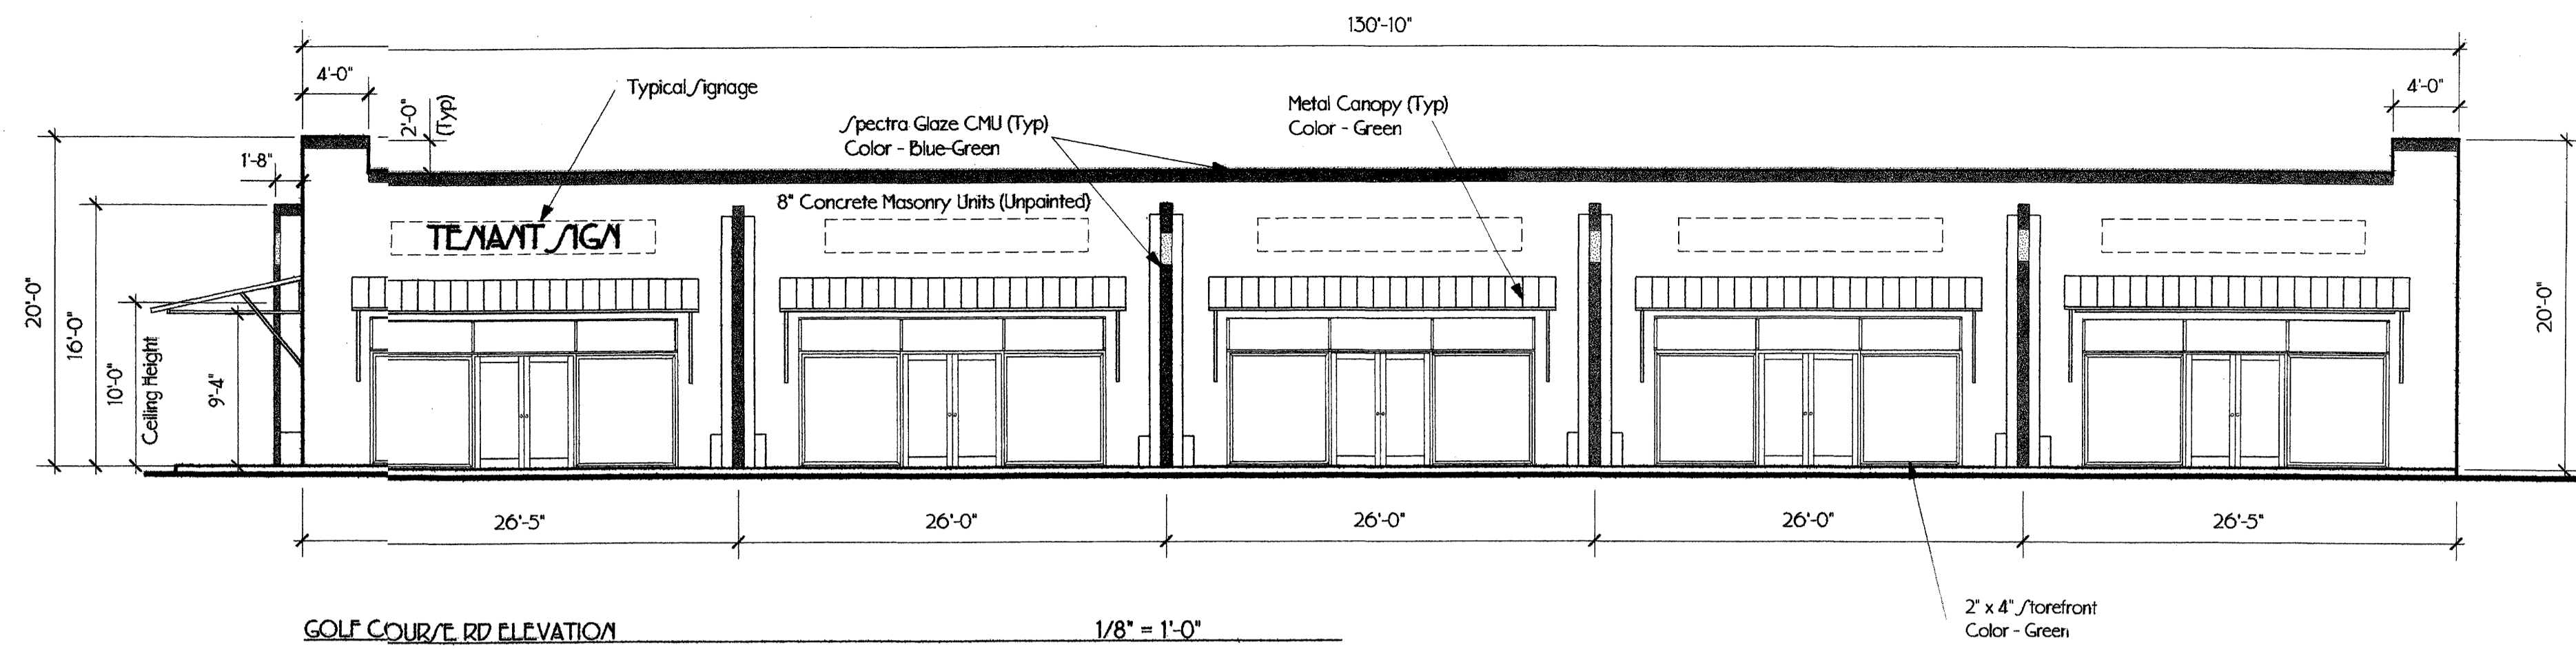 130'-10"
4'-0"
2'-0"
(Typ)
Typical Signage
Spectra Glaze CMU (Typ)
Color - Blue-Green
Metal Canopy (Typ)
Color - Green
4'-0"
1'-8"
8" Concrete Masonry Units (Unpainted)
TENANT SIGN
20'-0"
16'-0"
10'-0"
Ceiling Height
9'-4"
20'-0"
26'-5"
26'-0"
26'-0"
26'-0"
26'-5"
2" x 4" Storefront
Color - Green
GOLF COURSE RD ELEVATION
1/8" = 1'-0"